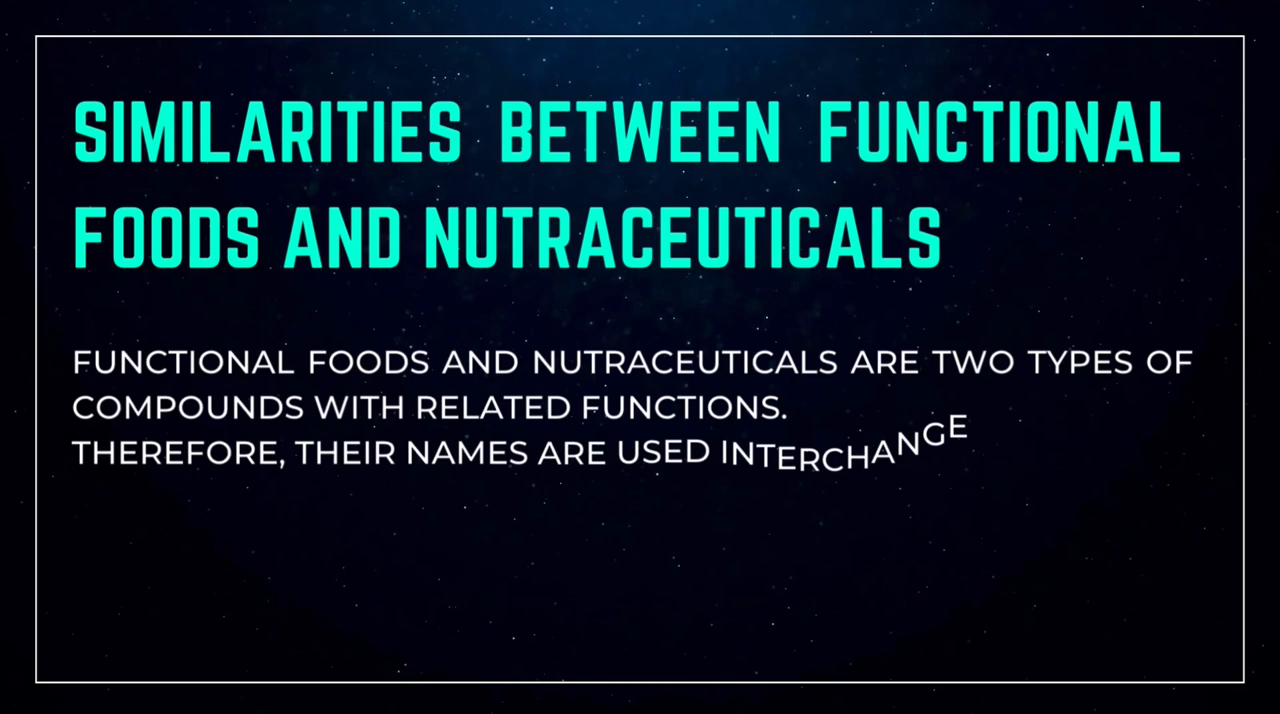 SIMILARITIES BETWEEN FUNCTIONAL
FOODS AND NUTRACEUTICALS
FUNCTIONAL FOODS AND NUTRACEUTICALS ARE TWO TYPES OF
COMPOUNDS WITH RELATED FUNCTIONS.
THEREFORE, THEIR NAMES ARE USED INTERCHANGE